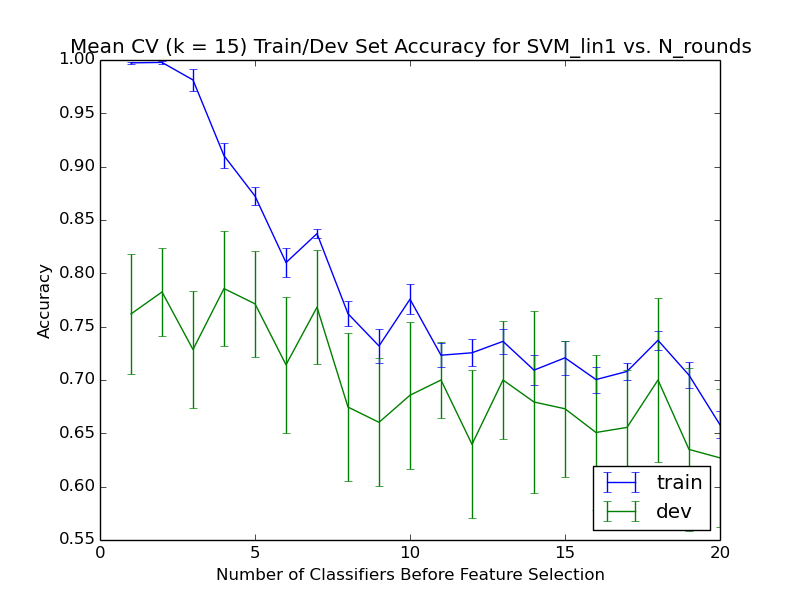 Mean CV (k = 15) Train/Dev Set Accuracy for SVM_lin1 vs. N_rounds
1.00
0.95
0.90
0.85
0.80
0.75
0.70
0.65
0.60
0.55
Accuracy
train
dev
0 5 10 15 20
Number of Classifiers Before Feature Selection